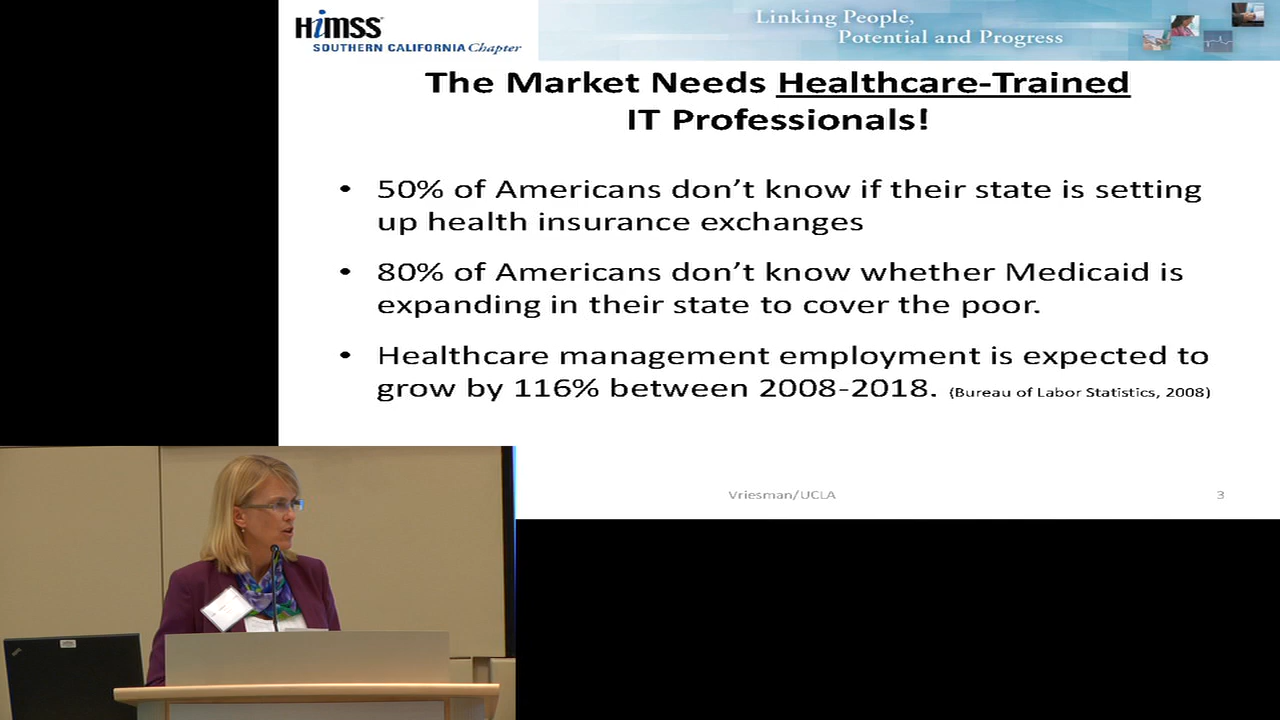 HiMSS
SOUTHERN CALIFORNIA Chapter
Linking People,
Potential and Progress
The Market Needs Healthcare-Trained
IT Professionals!
• 50% of Americans don't know if their state is setting
up health insurance exchanges
• 80% of Americans don't know whether Medicaid is
expanding in their state to cover the poor.
• Healthcare management employment is expected to
grow by 116% between 2008-2018. (Bureau of Labor Statistics, 2008)
Vriesman/UCLA
3